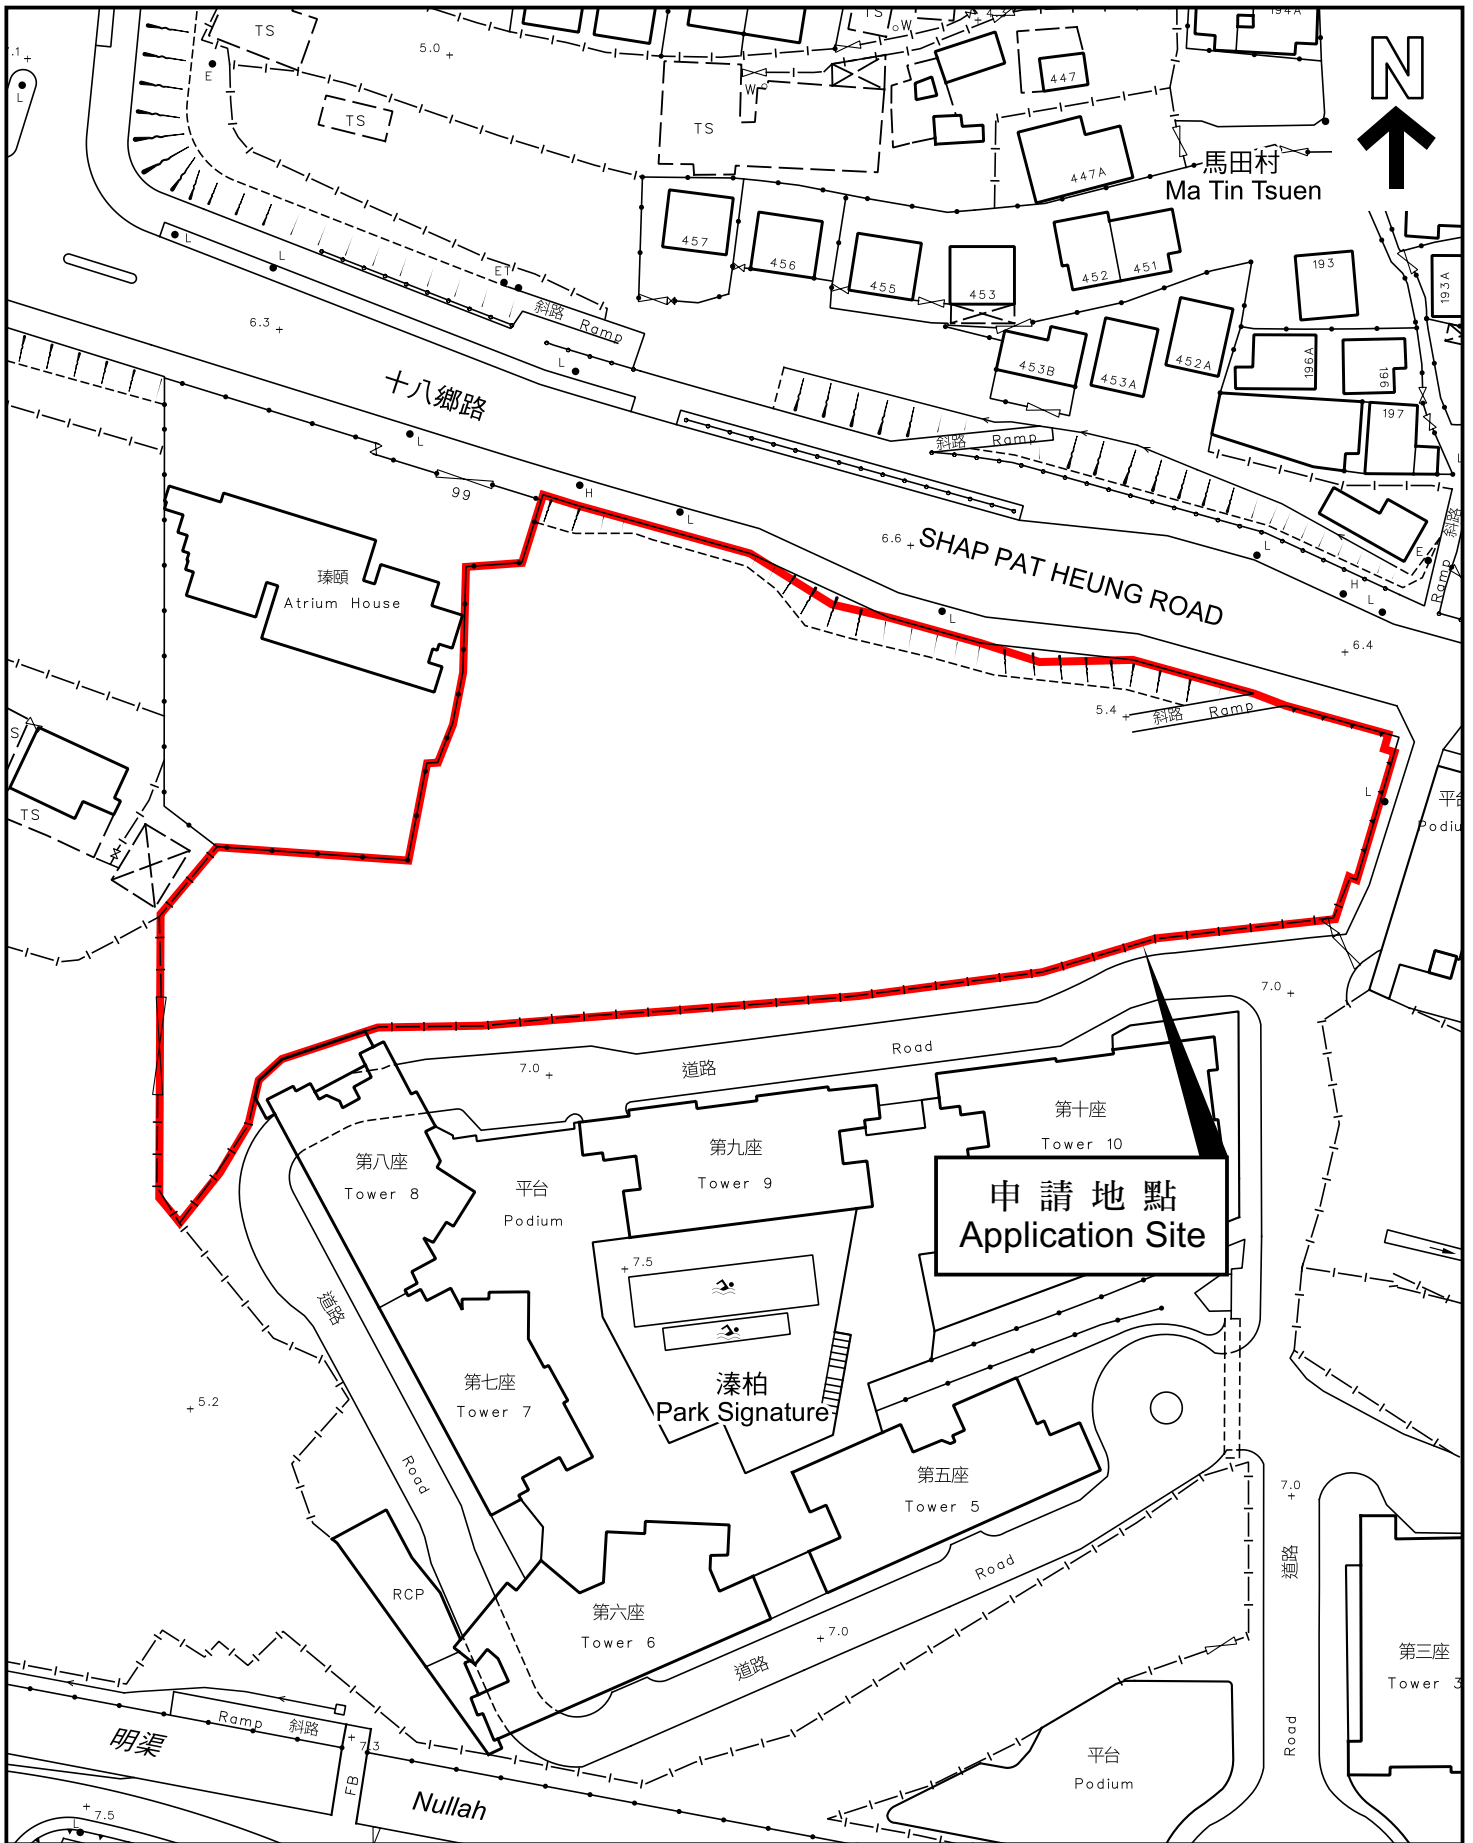 TS
5.0
TS
W
194A
N
447
E
L
TS
W
TS
447A
馬田村
Ma Tin Tsuen
457
456
455
453
452
451
193
193A
L
L
ET
斜路 Ramp
6.3
L
453B
453A
452A
196A
196
197
十八鄉路
L
斜路 Ramp
99
H
L
6.6
SHAP PAT HEUNG ROAD
L
E
斜路 Ramp
H
L
瑧頤
Atrium House
L
6.4
5.4
斜路 Ramp
S
TS
L
平台
Podiu
7.0
7.0
道路 Road
第八座
Tower 8
平台
Podium
第九座
Tower 9
第十座
Tower 10
申請地點
Application Site
7.5
道路 Road
第七座
Tower 7
溱柏
Park Signature
5.2
第五座
Tower 5
7.0
道路 Road
RCP
第六座
Tower 6
7.0
道路 Road
第三座
Tower 3
Ramp 斜路
明渠
7.3
FB
Nullah
平台
Podium
7.5
L